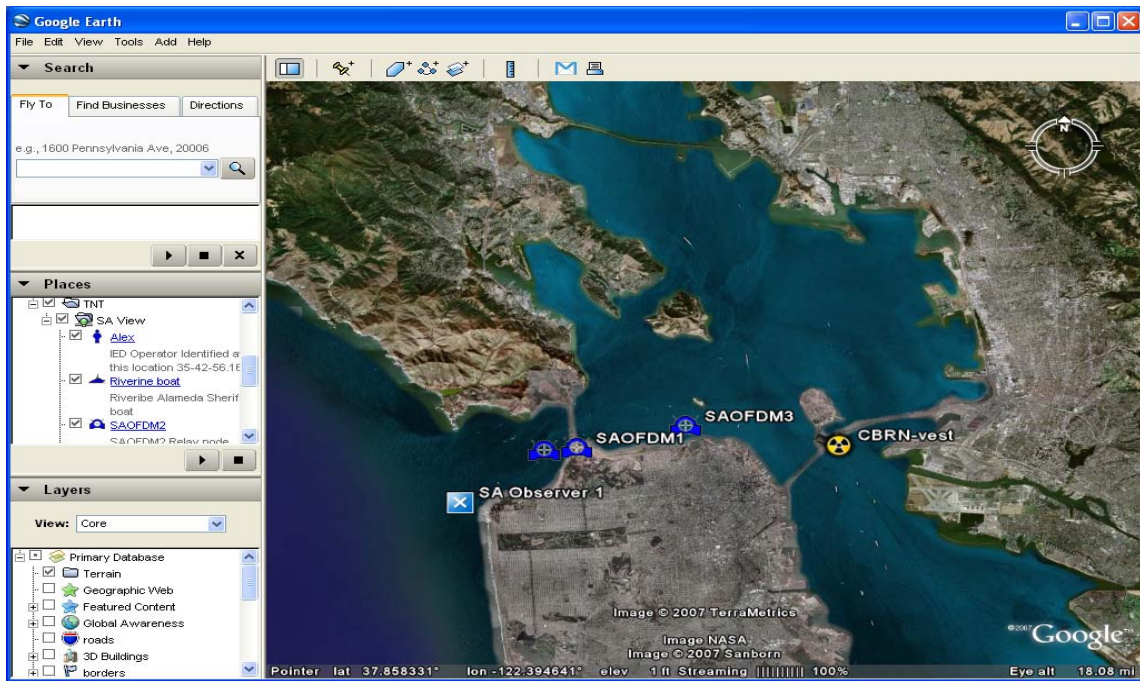 Google Earth
File Edit View Tools Add Help
Search
Fly To Find Businesses Directions
e.g., 1600 Pennsylvania Ave, 20006
Places
TNT
SA View
Alex
IED Operator Identified a
this location 35-42-56.16
Riverine boat
Riveribe Alameda Sherif
boat
SAOFDM2
SAOFDM2 Relay node
Layers
View: Core
Primary Database
Terrain
Geographic Web
Featured Content
Global Awareness
roads
3D Buildings
borders
N
SAOFDM3
SAOFDM1
CBRN-vest
SA Observer 1
Image © 2007 TerraMetrics
Image NASA
Image © 2007 Sanborn
©2007 Google™
Pointer lat 37.858331° lon -122.394641° elev 1 ft Streaming |||||||||| 100% Eye alt 18.08 mi